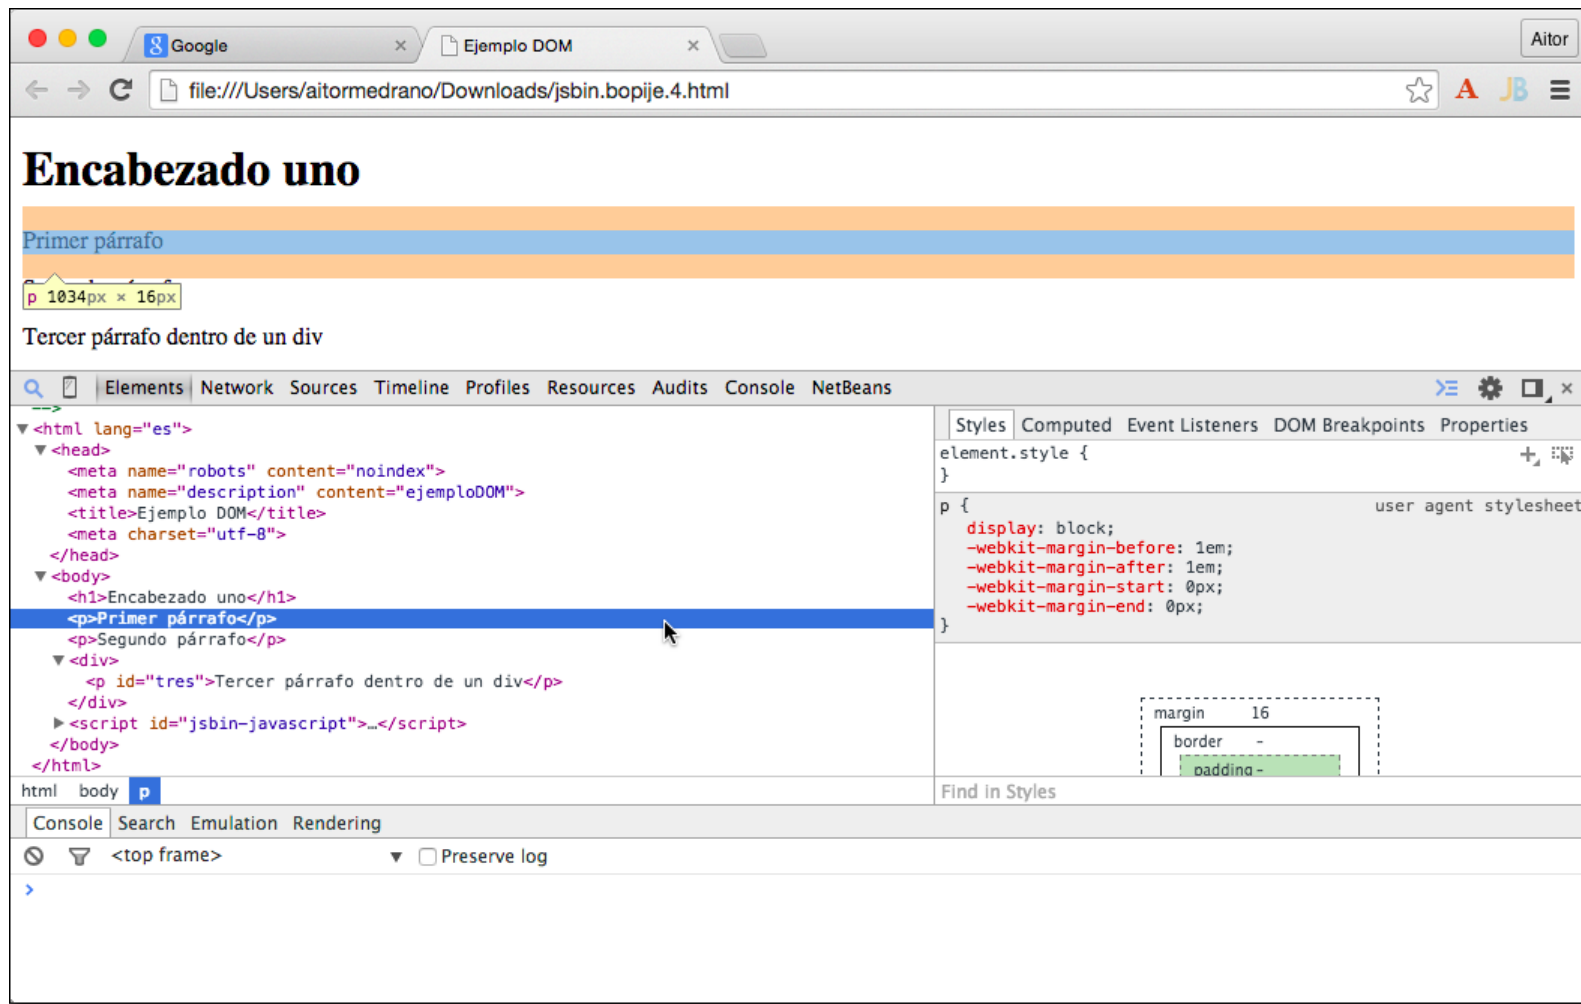 Google × Ejemplo DOM × Aitor
file:///Users/aitormedrano/Downloads/jsbin.bopije.4.html A JB
Encabezado uno
Primer párrafo
p 1034px × 16px
Tercer párrafo dentro de un div
Elements Network Sources Timeline Profiles Resources Audits Console NetBeans ×
-->
<html lang="es">
<head>
<meta name="robots" content="noindex">
<meta name="description" content="ejemploDOM">
<title>Ejemplo DOM</title>
<meta charset="utf-8">
</head>
<body>
<h1>Encabezado uno</h1>
<p>Primer párrafo</p>
<p>Segundo párrafo</p>
<div>
<p id="tres">Tercer párrafo dentro de un div</p>
</div>
<script id="jsbin-javascript">…</script>
</body>
</html>
html body p
Styles Computed Event Listeners DOM Breakpoints Properties
element.style {
}
p { user agent stylesheet
display: block;
-webkit-margin-before: 1em;
-webkit-margin-after: 1em;
-webkit-margin-start: 0px;
-webkit-margin-end: 0px;
}
margin 16
border -
padding -
Find in Styles
Console Search Emulation Rendering
<top frame> ▼ Preserve log
>